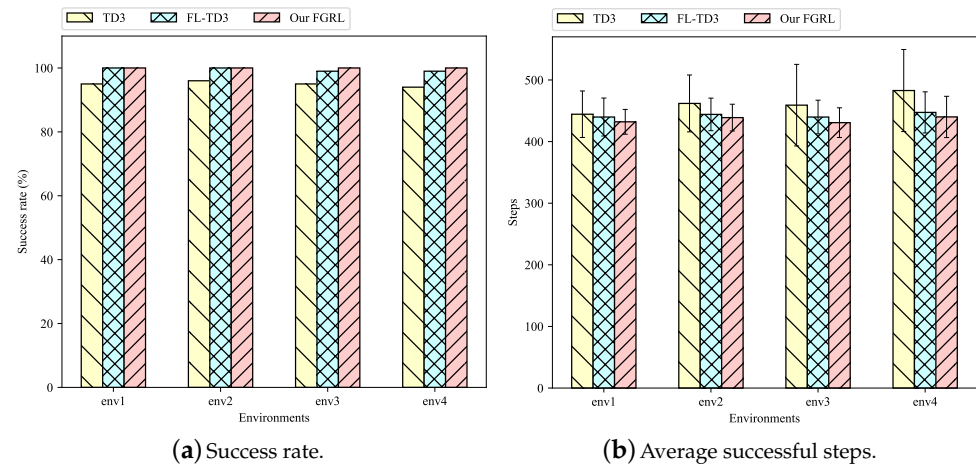 TD3 FL-TD3 Our FGRL
100
80
60
40
20
0
Success rate (%)
env1 env2 env3 env4
Environments
(a) Success rate.
TD3 FL-TD3 Our FGRL
500
400
300
200
100
0
Steps
env1 env2 env3 env4
Environments
(b) Average successful steps.